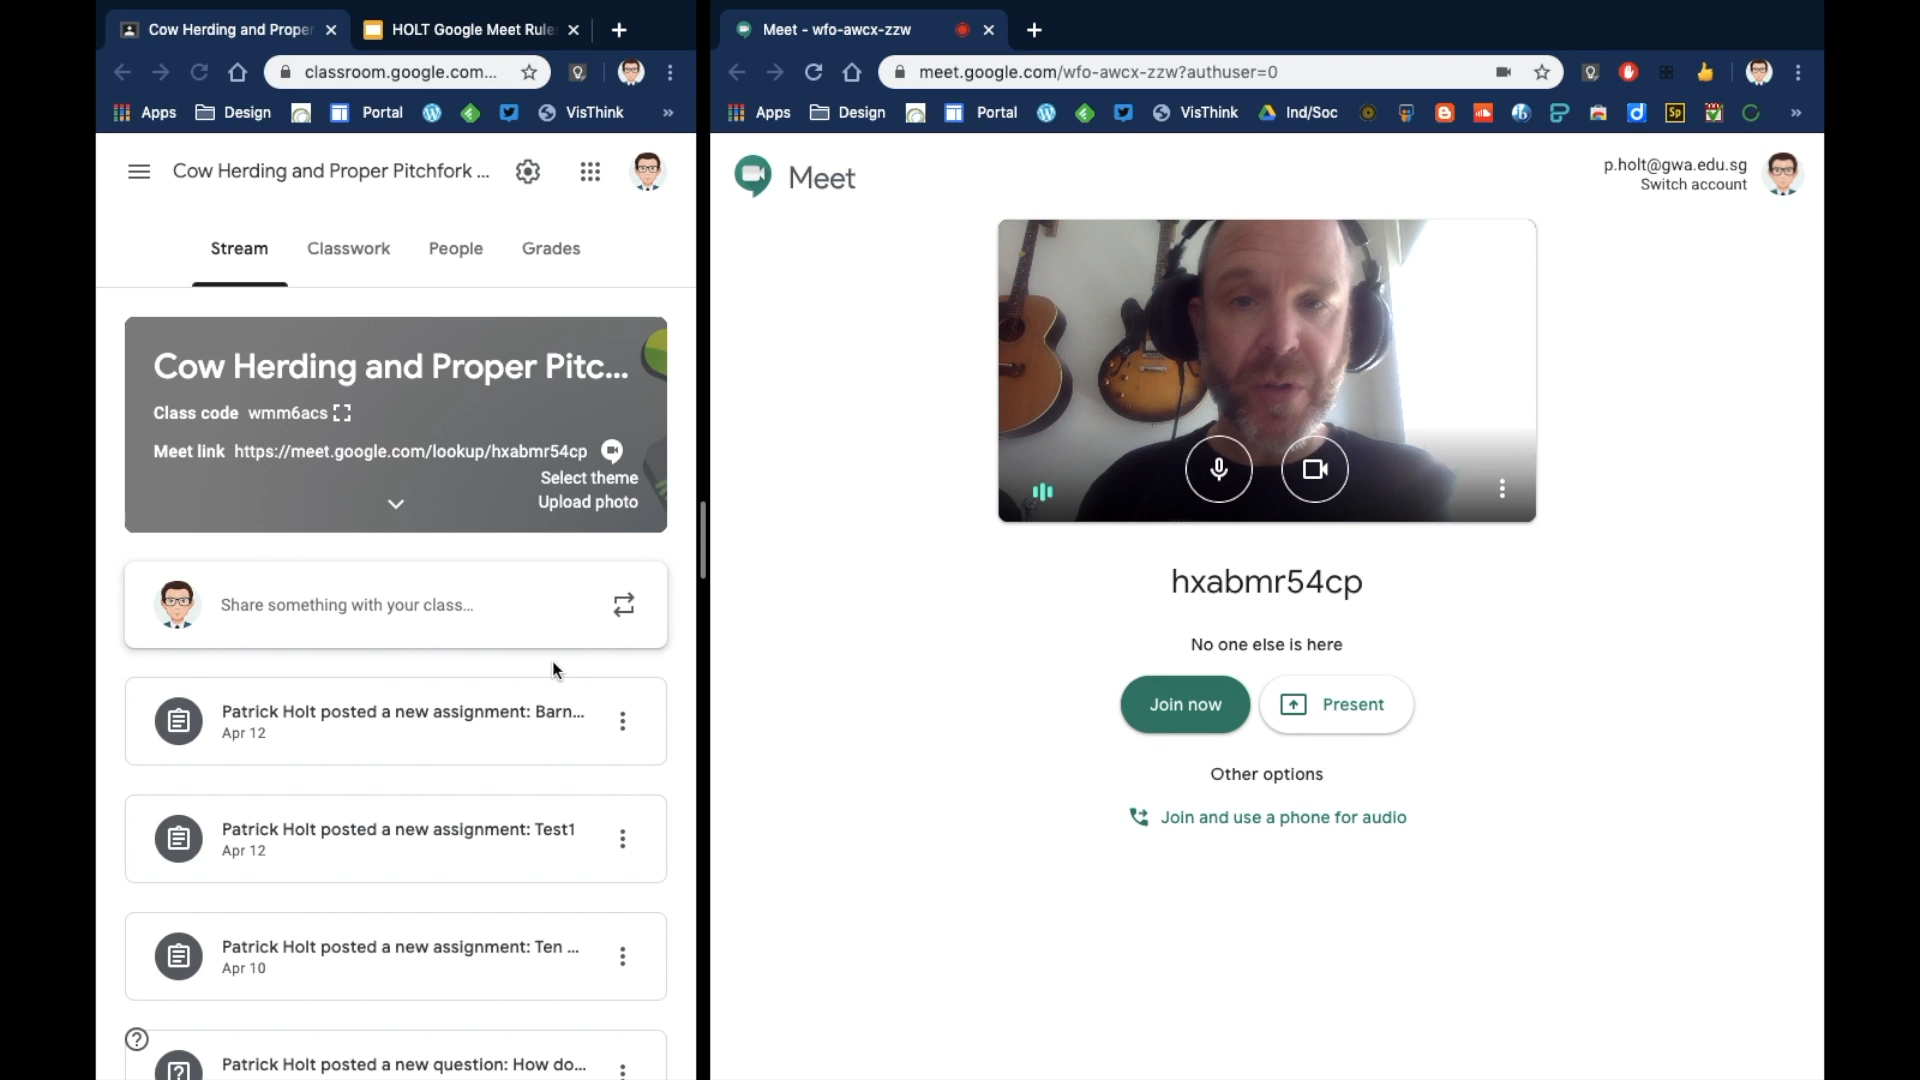 Cow Herding and Proper
HOLT Google Meet Rule
classroom.google.com...
Apps
Design
Portal
VisThink
»
Cow Herding and Proper Pitchfork ...
Stream
Classwork
People
Grades
Cow Herding and Proper Pitc...
Class code wmm6acs
Meet link https://meet.google.com/lookup/hxabmr54cp
Select theme
Upload photo
Share something with your class...
Patrick Holt posted a new assignment: Barn...
Apr 12
Patrick Holt posted a new assignment: Test1
Apr 12
Patrick Holt posted a new assignment: Ten ...
Apr 10
Patrick Holt posted a new question: How do...
Meet - wfo-awcx-zzw
meet.google.com/wfo-awcx-zzw?authuser=0
Apps
Design
Portal
VisThink
Ind/Soc
Sp
»
Meet
p.holt@gwa.edu.sg
Switch account
hxabmr54cp
No one else is here
Join now
Present
Other options
Join and use a phone for audio